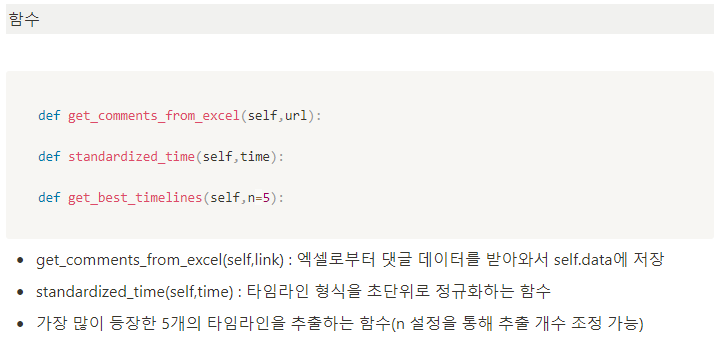 함수
def get_comments_from_excel(self,url):
def standardized_time(self,time):
def get_best_timelines(self,n=5):
• get_comments_from_excel(self,link) : 엑셀로부터 댓글 데이터를 받아와서 self.data에 저장
• standardized_time(self,time) : 타임라인 형식을 초단위로 정규화하는 함수
• 가장 많이 등장한 5개의 타임라인을 추출하는 함수(n 설정을 통해 추출 개수 조정 가능)